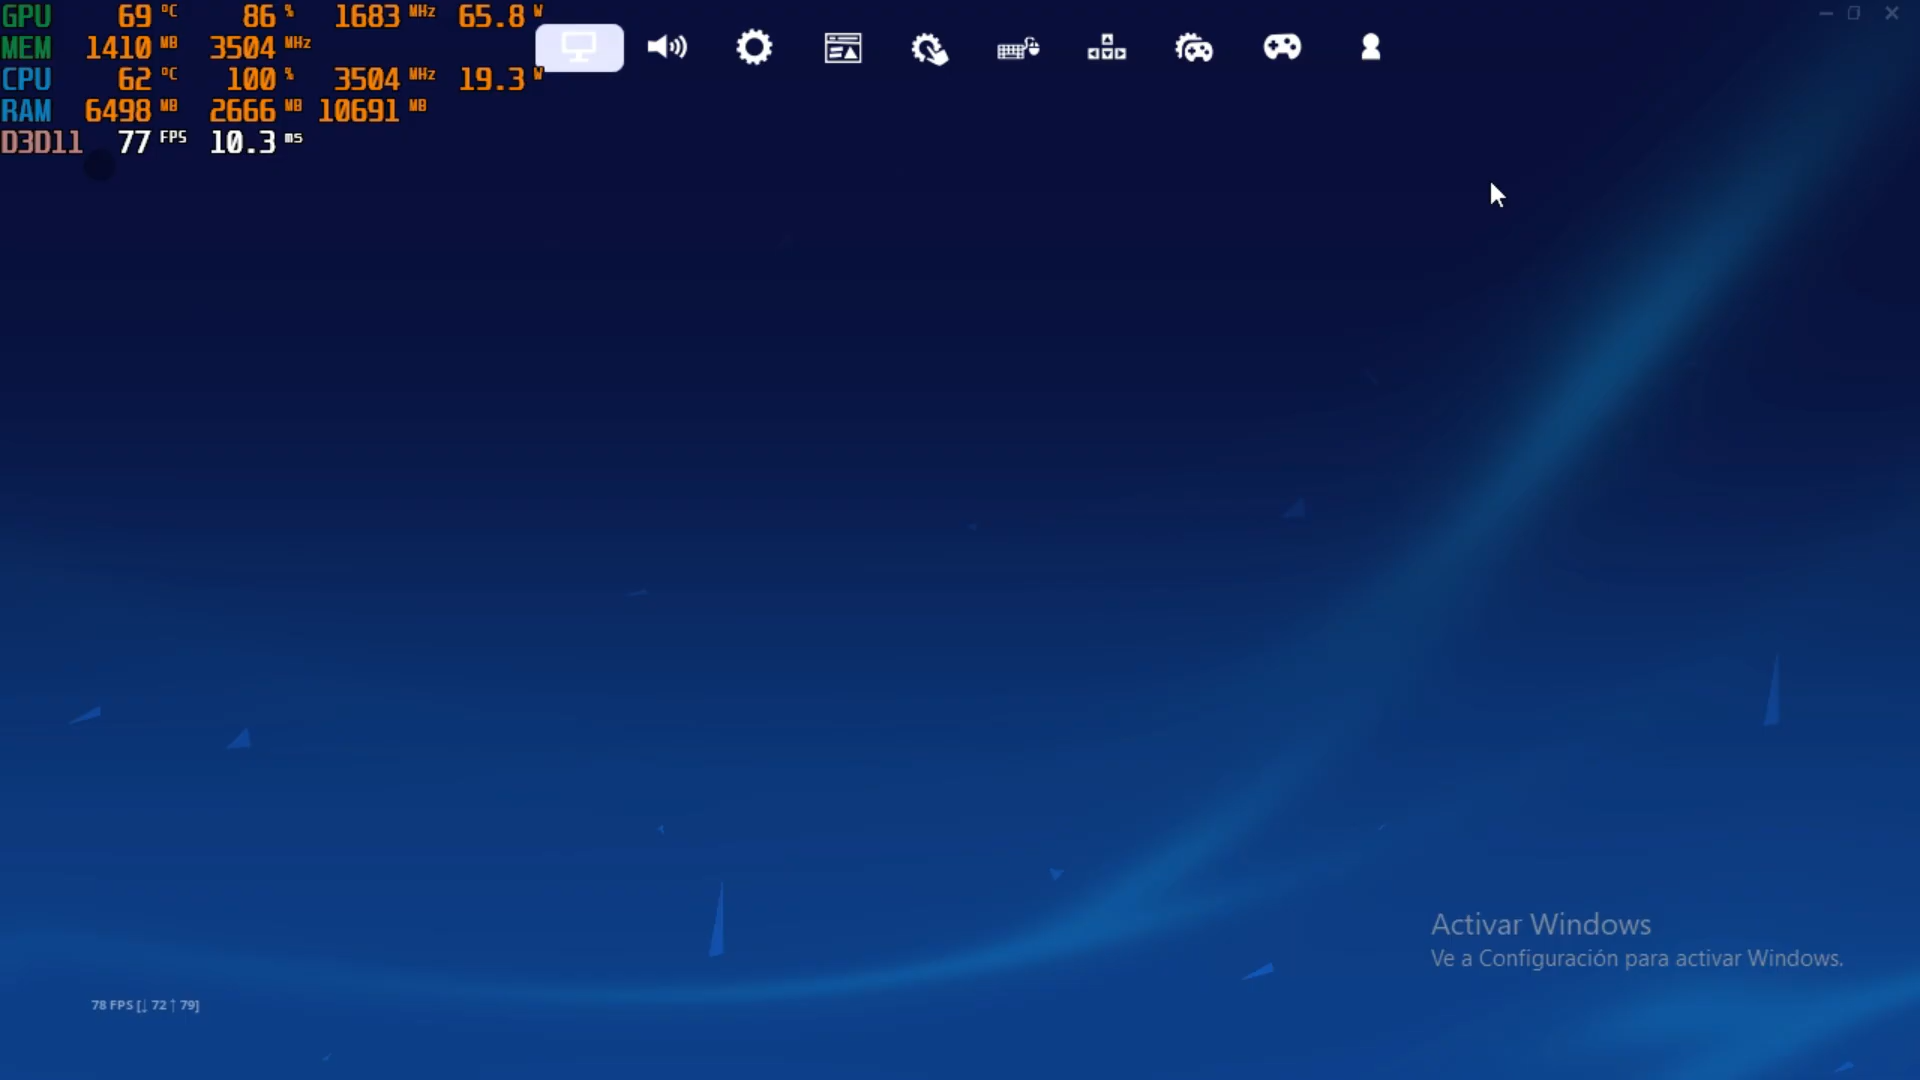 GPU 69 °C 86 % 1683 MHz 65.8 W
MEM 1410 MB 3504 MHz
CPU 62 °C 100 % 3504 MHz 19.3 W
RAM 6498 MB 2666 MB 10691 MB
D3D11 77 FPS 10.3 ms
Activar Windows
Ve a Configuración para activar Windows.
78 FPS [↓ 72 ↑ 79]